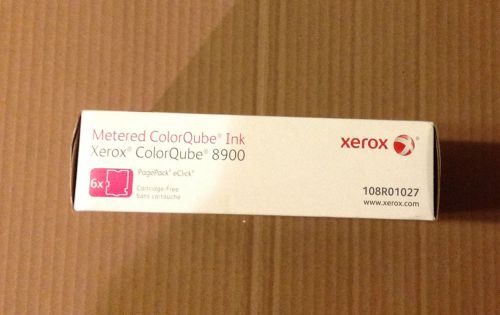 Metered ColorQube® Ink
Xerox® ColorQube® 8900
xerox
6x
PagePack® eClick®
Cartridge-Free
Sans cartouche
108R01027
www.xerox.com